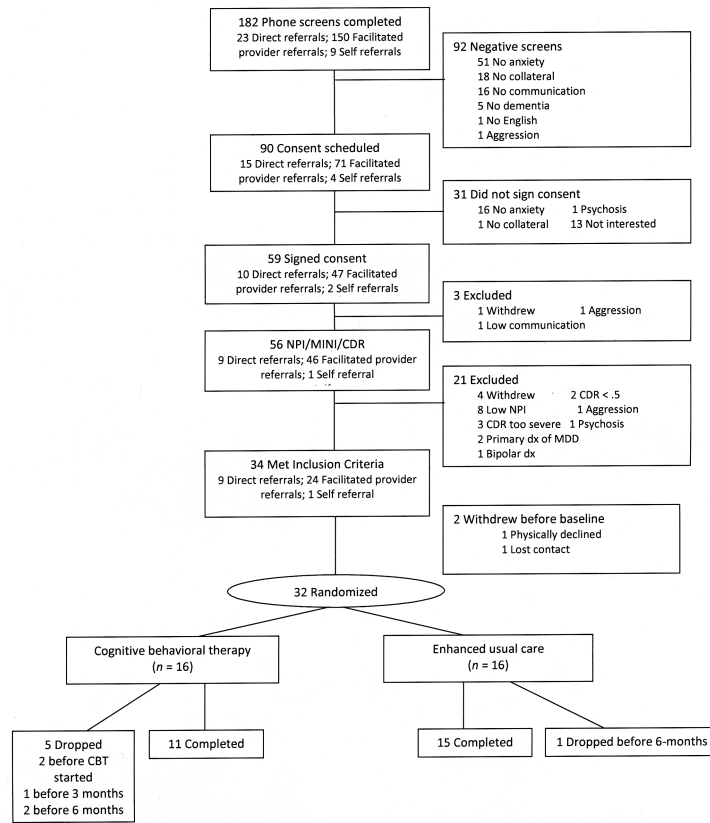 182 Phone screens completed
23 Direct referrals; 150 Facilitated
provider referrals; 9 Self referrals
92 Negative screens
51 No anxiety
18 No collateral
16 No communication
5 No dementia
1 No English
1 Aggression
90 Consent scheduled
15 Direct referrals; 71 Facilitated
provider referrals; 4 Self referrals
31 Did not sign consent
16 No anxiety 1 Psychosis
1 No collateral 13 Not interested
59 Signed consent
10 Direct referrals; 47 Facilitated
provider referrals; 2 Self referrals
3 Excluded
1 Withdrew 1 Aggression
1 Low communication
56 NPI/MINI/CDR
9 Direct referrals; 46 Facilitated provider
referrals; 1 Self referral
21 Excluded
4 Withdrew 2 CDR < .5
8 Low NPI 1 Aggression
3 CDR too severe 1 Psychosis
2 Primary dx of MDD
1 Bipolar dx
34 Met Inclusion Criteria
9 Direct referrals; 24 Facilitated provider
referrals; 1 Self referral
2 Withdrew before baseline
1 Physically declined
1 Lost contact
32 Randomized
Cognitive behavioral therapy
(n = 16)
Enhanced usual care
(n = 16)
5 Dropped
2 before CBT
started
1 before 3 months
2 before 6 months
11 Completed
15 Completed
1 Dropped before 6-months